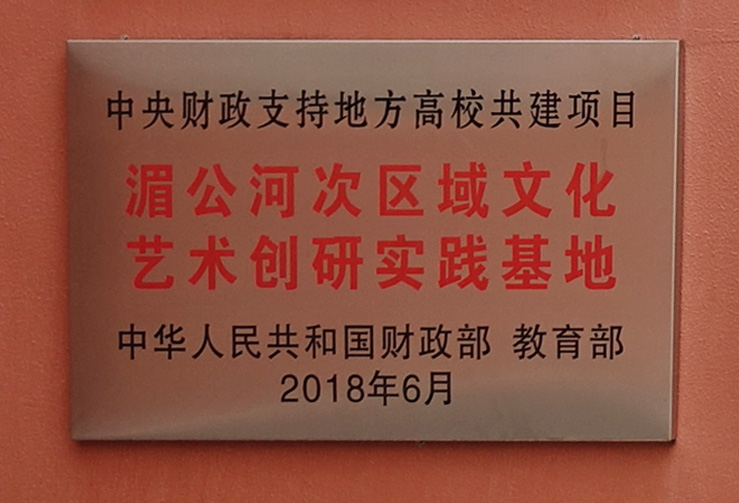 中央财政支持地方高校共建项目
湄公河次区域文化
艺术创研实践基地
中华人民共和国财政部 教育部
2018年6月